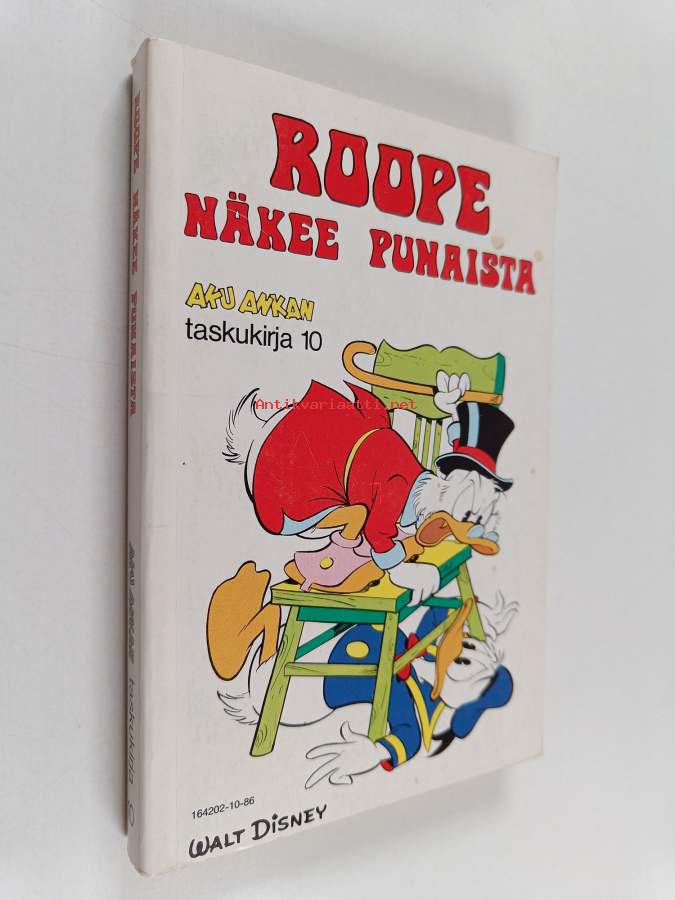 ROOPE
NÄKEE PUNAISTA
AKU ANKAN
taskukirja 10
Antikvariaatti.net
164202-10-86
WALT DISNEY
ROOPE NÄKEE PUNAISTA
AKU ANKAN taskukirja 10